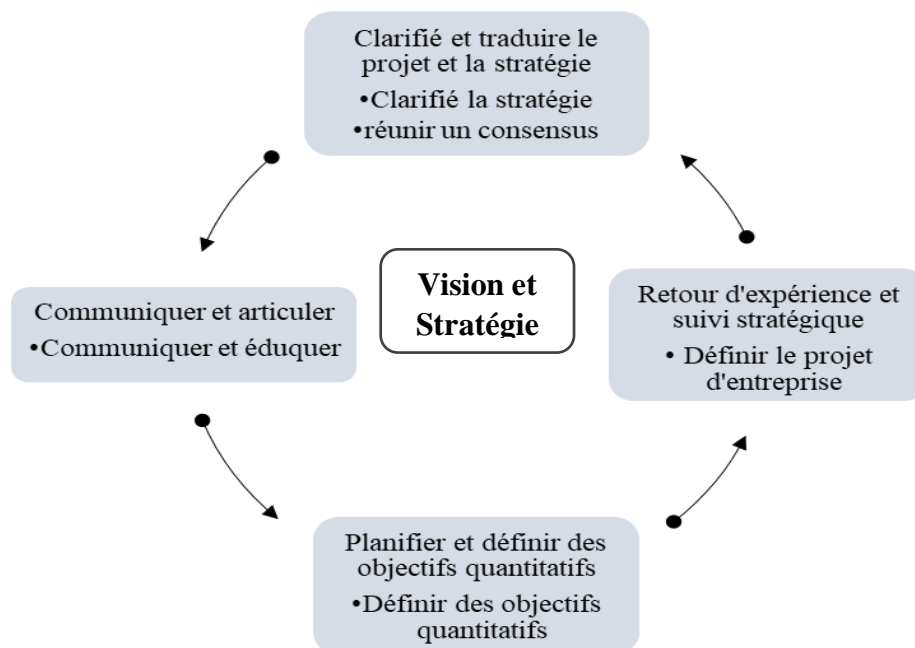 Clarifié et traduire le
projet et la stratégie
•Clarifié la stratégie
•réunir un consensus
Vision et
Stratégie
Communiquer et articuler
•Communiquer et éduquer
Retour d'expérience et
suivi stratégique
• Définir le projet
d'entreprise
Planifier et définir des
objectifs quantitatifs
•Définir des objectifs
quantitatifs